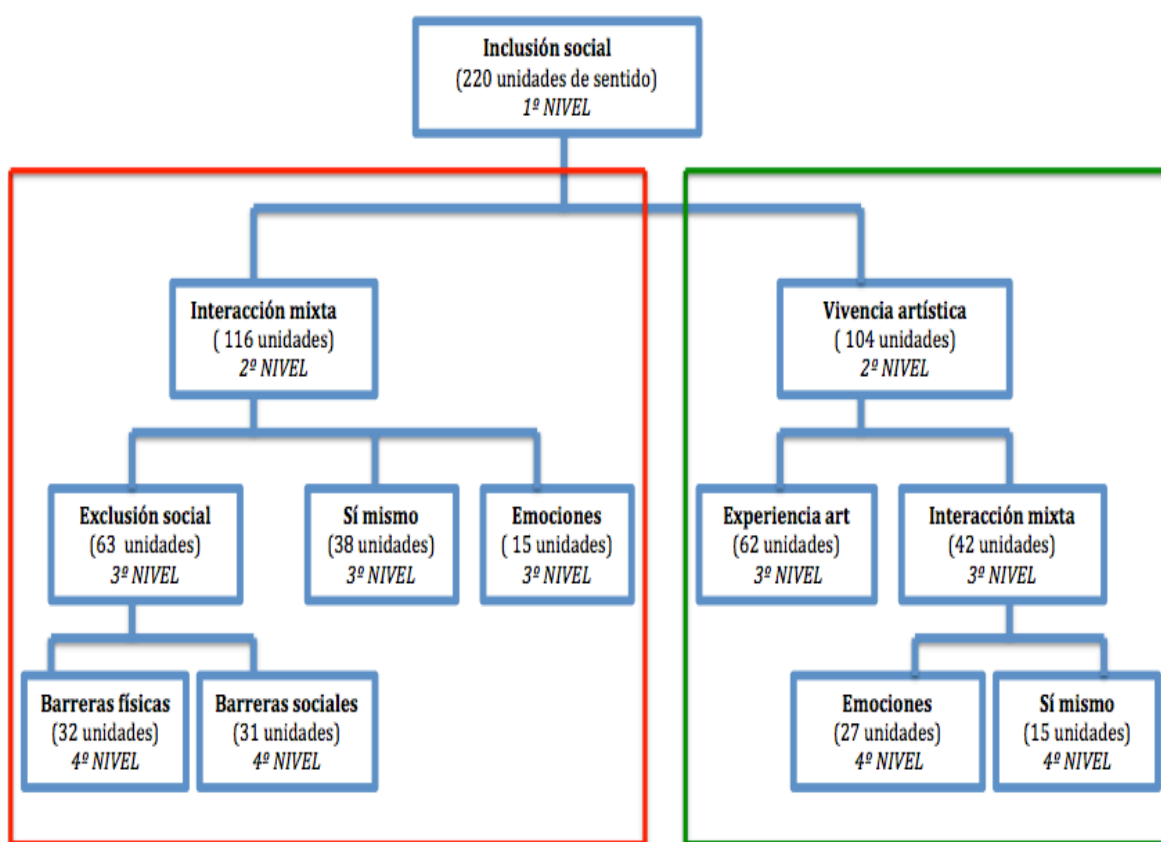 Inclusión social
(220 unidades de sentido)
1º NIVEL
Interacción mixta
( 116 unidades)
2º NIVEL
Vivencia artística
( 104 unidades)
2º NIVEL
Exclusión social
(63 unidades)
3º NIVEL
Sí mismo
(38 unidades)
3º NIVEL
Emociones
( 15 unidades)
3º NIVEL
Experiencia art
(62 unidades)
3º NIVEL
Interacción mixta
(42 unidades)
3º NIVEL
Barreras físicas
(32 unidades)
4º NIVEL
Barreras sociales
(31 unidades)
4º NIVEL
Emociones
(27 unidades)
4º NIVEL
Sí mismo
(15 unidades)
4º NIVEL